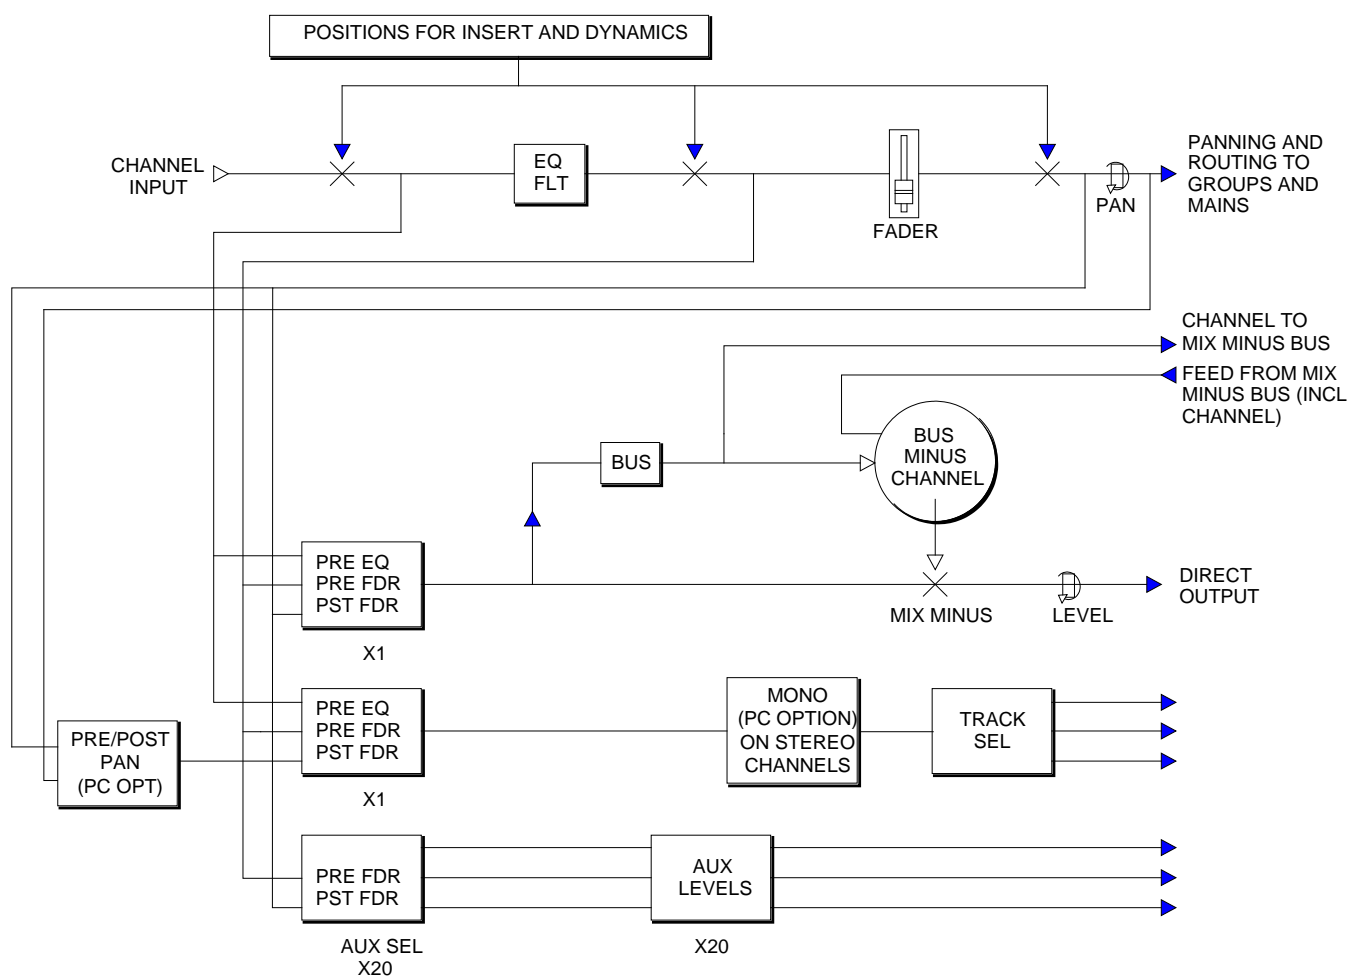 POSITIONS FOR INSERT AND DYNAMICS
CHANNEL
INPUT
EQ
FLT
FADER
PAN
PANNING AND
ROUTING TO
GROUPS AND
MAINS
CHANNEL TO
MIX MINUS BUS
FEED FROM MIX
MINUS BUS (INCL
CHANNEL)
BUS
BUS
MINUS
CHANNEL
PRE EQ
PRE FDR
PST FDR
X1
MIX MINUS
LEVEL
DIRECT
OUTPUT
PRE/POST
PAN
(PC OPT)
PRE EQ
PRE FDR
PST FDR
X1
MONO
(PC OPTION)
ON STEREO
CHANNELS
TRACK
SEL
PRE FDR
PST FDR
AUX SEL
X20
AUX
LEVELS
X20